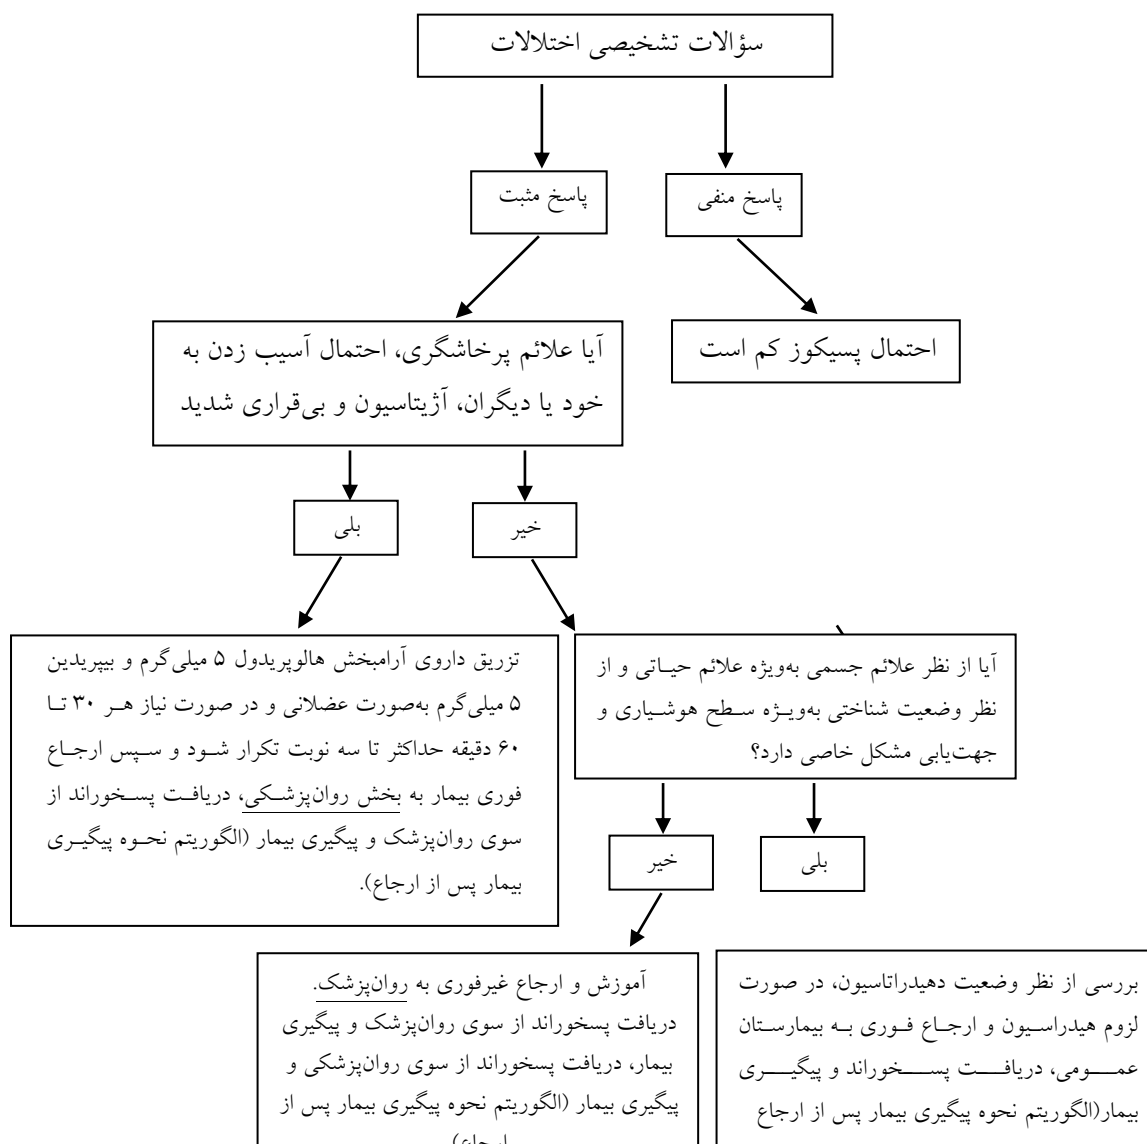 سؤالات تشخیصی اختلالات
پاسخ منفی
پاسخ مثبت
احتمال پسیکوز کم است
آیا علائم پرخاشگری، احتمال آسیب زدن به
خود یا دیگران، آژیتاسیون و بی‌قراری شدید
خیر
بلی
آیا از نظر علائم جسمی به‌ویژه علائم حیاتی و از
نظر وضعیت شناختی به‌ویژه سطح هوشیاری و
جهت‌یابی مشکل خاصی دارد؟
تزریق داروی آرامبخش هالوپریدول ۵ میلی‌گرم و بیپریدین
۵ میلی‌گرم به‌صورت عضلانی و در صورت نیاز هر ۳۰ تا
۶۰ دقیقه حداکثر تا سه نوبت تکرار شود و سپس ارجاع
فوری بیمار به بخش روان‌پزشکی، دریافت پسخوراند از
سوی روان‌پزشک و پیگیری بیمار (الگوریتم نحوه پیگیری
بیمار پس از ارجاع).
بلی
خیر
بررسی از نظر وضعیت دهیدراتاسیون، در صورت
لزوم هیدراسیون و ارجاع فوری به بیمارستان
عمومی، دریافت پسخوراند و پیگیری
بیمار(الگوریتم نحوه پیگیری بیمار پس از ارجاع
آموزش و ارجاع غیرفوری به روان‌پزشک.
دریافت پسخوراند از سوی روان‌پزشک و پیگیری
بیمار، دریافت پسخوراند از سوی روان‌پزشکی و
پیگیری بیمار (الگوریتم نحوه پیگیری بیمار پس از
ارجاع)